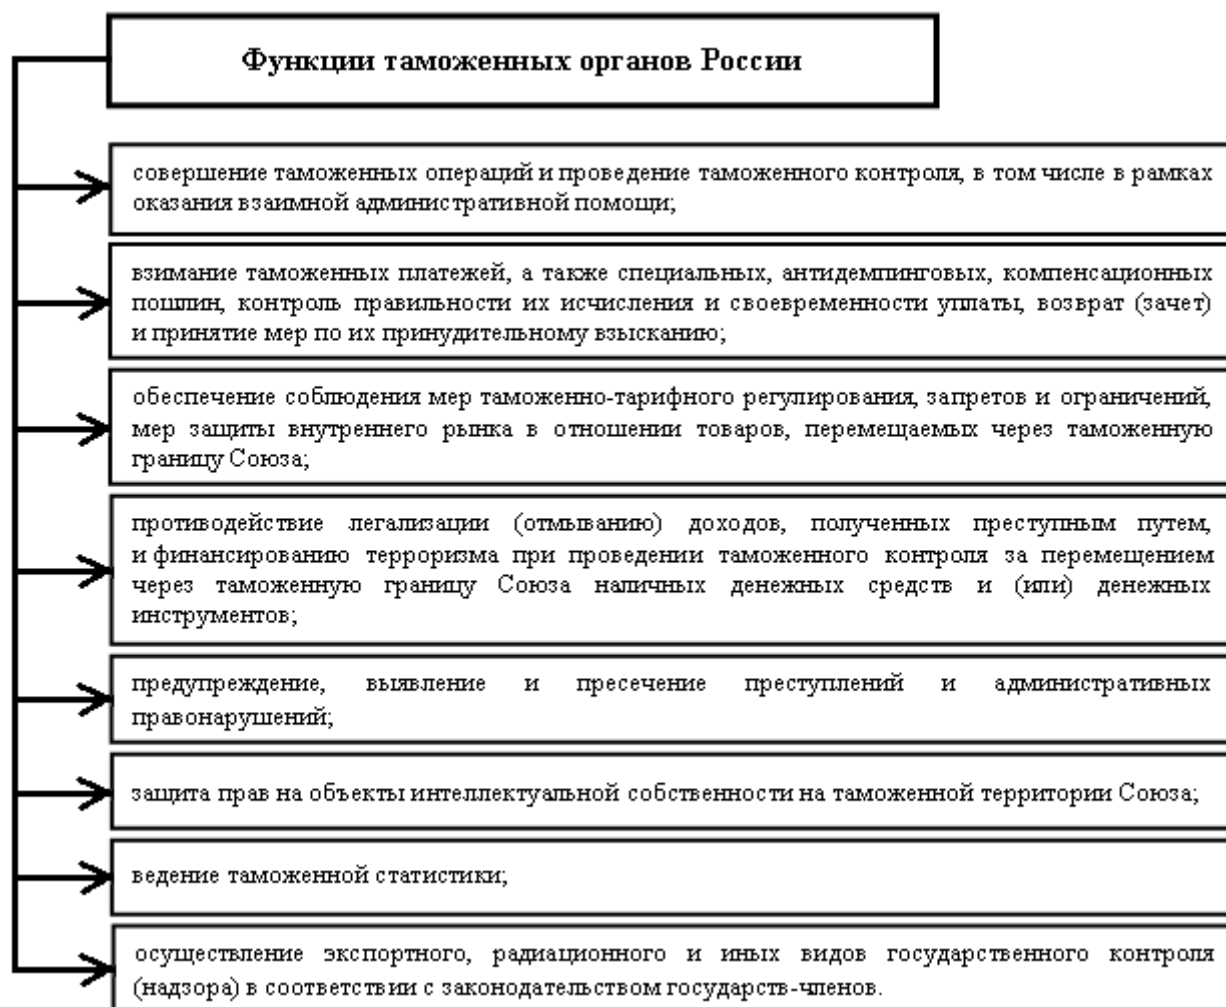 Функции таможенных органов России
совершение таможенных операций и проведение таможенного контроля, в том числе в рамках
оказания взаимной административной помощи;
взимание таможенных платежей, а также специальных, антидемпинговых, компенсационных
пошлин, контроль правильности их исчисления и своевременности уплаты, возврат (зачет)
и принятие мер по их принудительному взысканию;
обеспечение соблюдения мер таможенно-тарифного регулирования, запретов и ограничений,
мер защиты внутреннего рынка в отношении товаров, перемещаемых через таможенную
границу Союза;
противодействие легализации (отмыванию) доходов, полученных преступным путем,
и финансированию терроризма при проведении таможенного контроля за перемещением
через таможенную границу Союза наличных денежных средств и (или) денежных
инструментов;
предупреждение, выявление и пресечение преступлений и административных
правонарушений;
защита прав на объекты интеллектуальной собственности на таможенной территории Союза;
ведение таможенной статистики;
осуществление экспортного, радиационного и иных видов государственного контроля
(надзора) в соответствии с законодательством государств-членов.